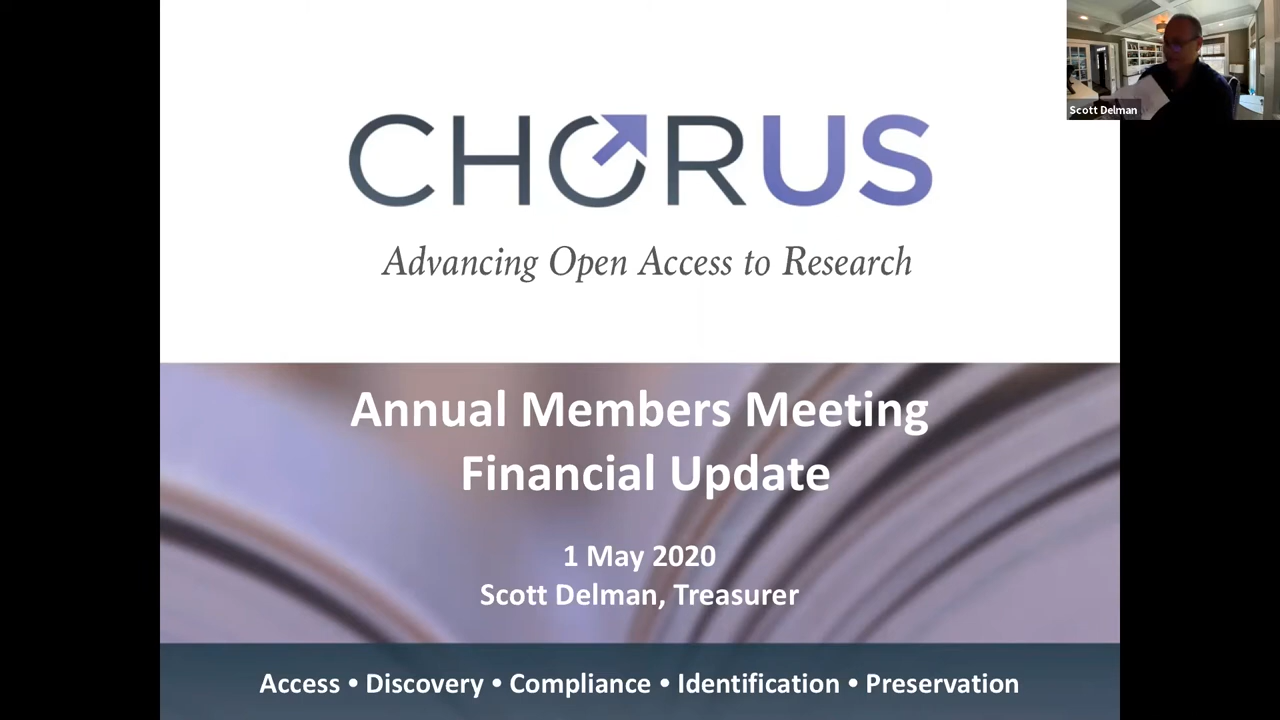 Scott Delman
CHORUS
Advancing Open Access to Research
Annual Members Meeting
Financial Update
1 May 2020
Scott Delman, Treasurer
Access • Discovery • Compliance • Identification • Preservation